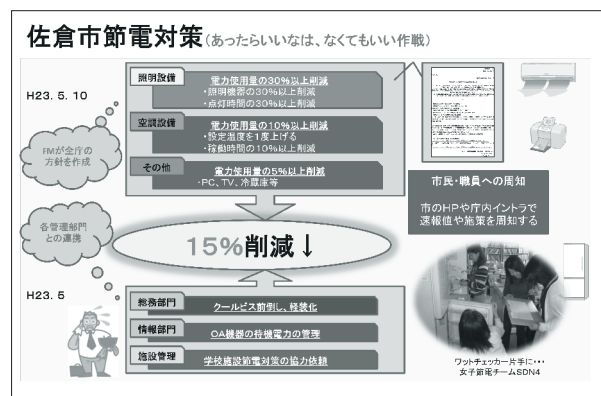 佐倉市節電対策(あったらいいなは、なくてもいい作戦)
H23. 5. 10
FMが全庁の
方針を作成
照明設備
電力使用量の30%以上削減
・照明機器の30%以上削減
・点灯時間の30%以上削減
空調設備
電力使用量の10%以上削減
・設定温度を1度上げる
・稼働時間の10%以上削減
その他
電力使用量の5%以上削減
・PC、TV、冷蔵庫等
市民・職員への周知
市のHPや庁内イントラで
速報値や施策を周知する
各管理部門
との連携
15%削減↓
H23. 5
総務部門
クールビズ前倒し、軽装化
情報部門
OA機器の待機電力の管理
施設管理
学校施設節電対策の協力依頼
ワットチェッカー片手に・・・
女子節電チームSDN4